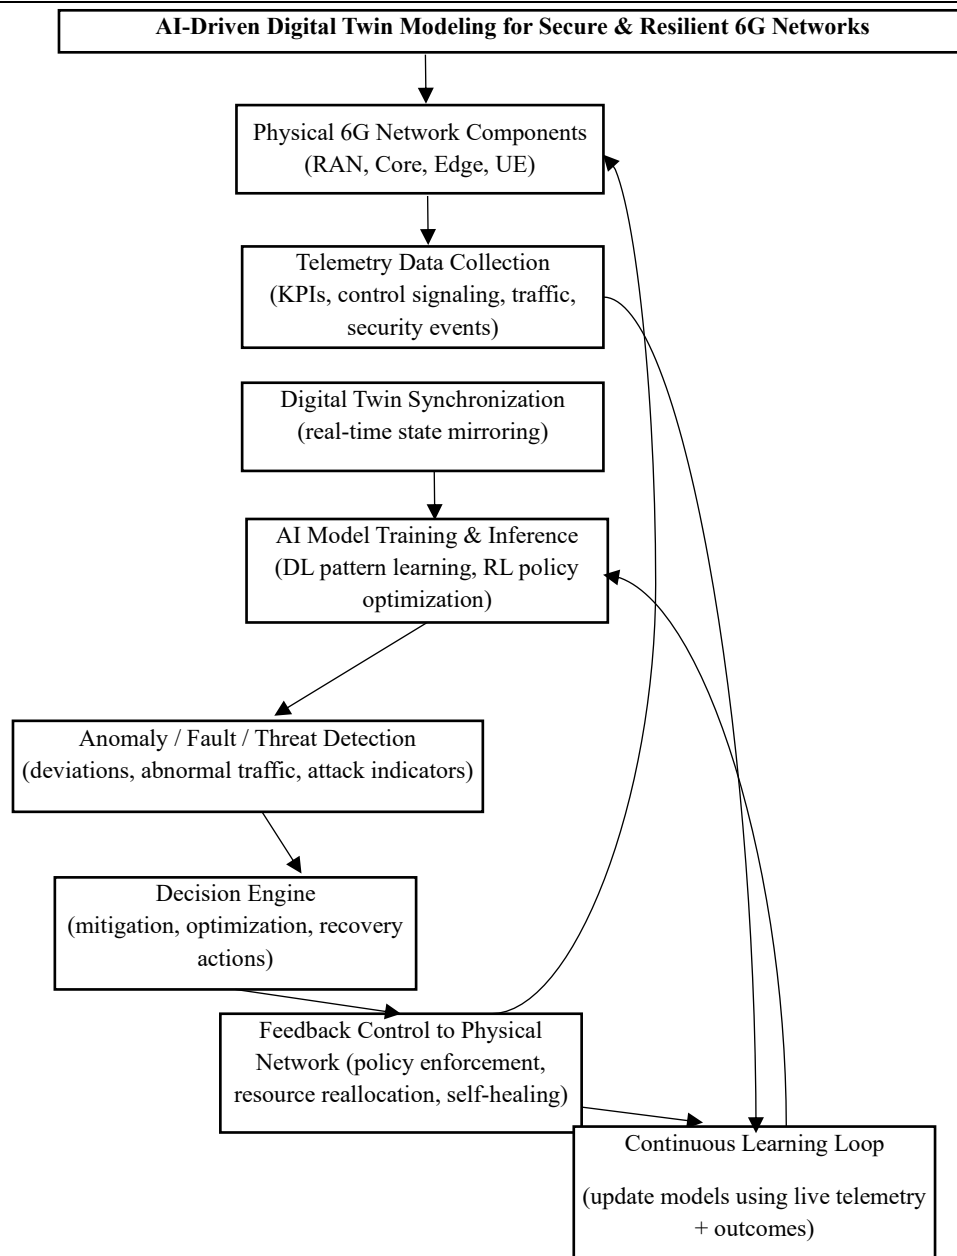 AI-Driven Digital Twin Modeling for Secure & Resilient 6G Networks
Physical 6G Network Components
(RAN, Core, Edge, UE)
Telemetry Data Collection
(KPIs, control signaling, traffic,
security events)
Digital Twin Synchronization
(real-time state mirroring)
AI Model Training & Inference
(DL pattern learning, RL policy
optimization)
Anomaly / Fault / Threat Detection
(deviations, abnormal traffic, attack indicators)
Decision Engine
(mitigation, optimization, recovery
actions)
Feedback Control to Physical
Network (policy enforcement,
resource reallocation, self-healing)
Continuous Learning Loop
(update models using live telemetry
+ outcomes)